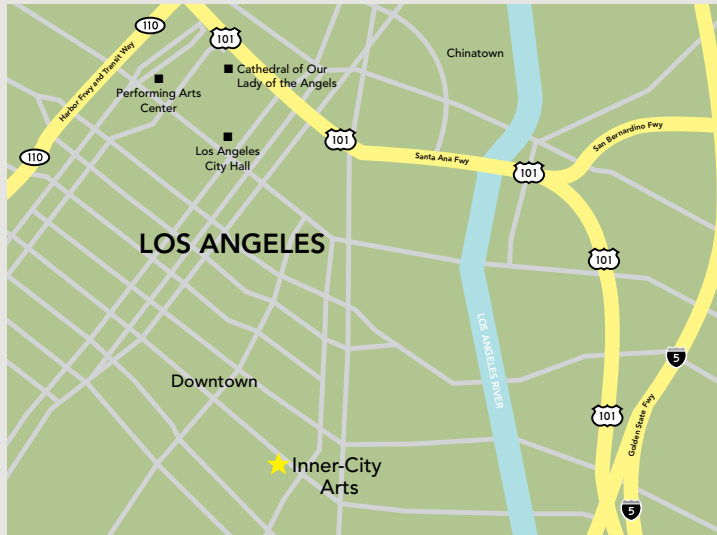 110
101
Chinatown
Cathedral of Our
Lady of the Angels
Harbor Frwy and Transit Way
Performing Arts
Center
San Bernardino Fwy
101
110
Los Angeles
City Hall
Santa Ana Fwy
101
LOS ANGELES
101
LOS ANGELES RIVER
5
Downtown
101
Golden State Fwy
Inner-City
Arts
5